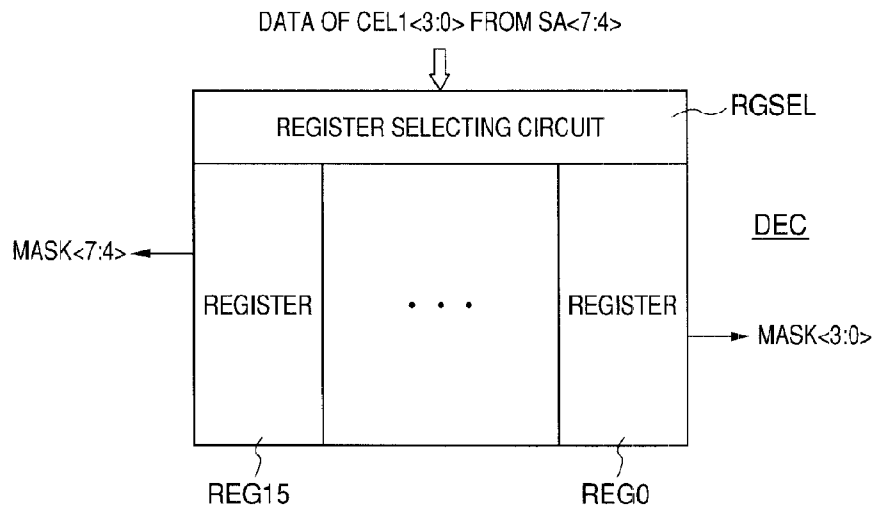 DATA OF CEL1<3:0> FROM SA<7:4>
REGISTER SELECTING CIRCUIT
RGSEL
DEC
MASK<7:4>
REGISTER
• • •
REGISTER
MASK<3:0>
REG15
REG0